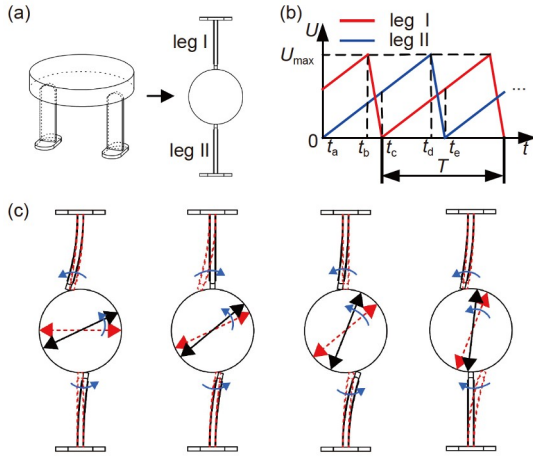 (a)
leg I
leg II
(b)
U
leg I
leg II
Umax
0
ta
tb
tc
td
te
t
...
T
(c)